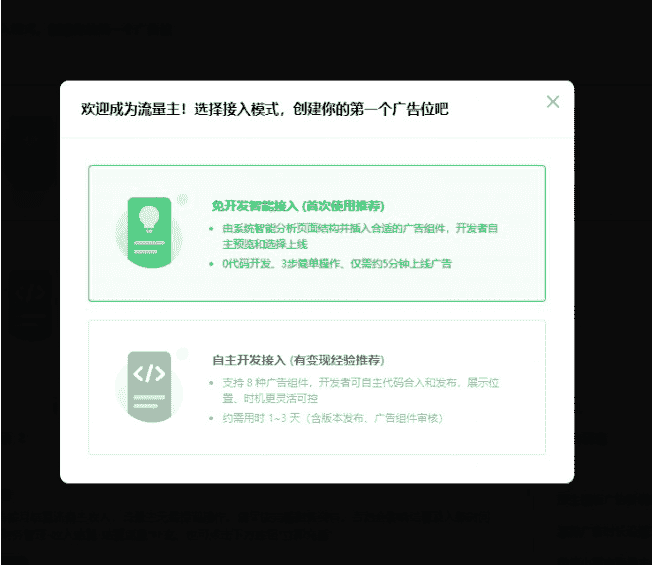 欢迎成为流量主！选择接入模式，创建你的第一个广告位吧
免开发智能接入 (首次使用推荐)
由系统智能分析页面结构并插入合适的广告组件，开发者自
主预览和选择上线
0代码开发、3步简单操作、仅需约5分钟上线广告
</>
自主开发接入 (有变现经验推荐)
支持 8 种广告组件，开发者可自主代码合入和发布、展示位
置、时机更灵活可控
约需用时 1~3 天（含版本发布、广告组件审核）